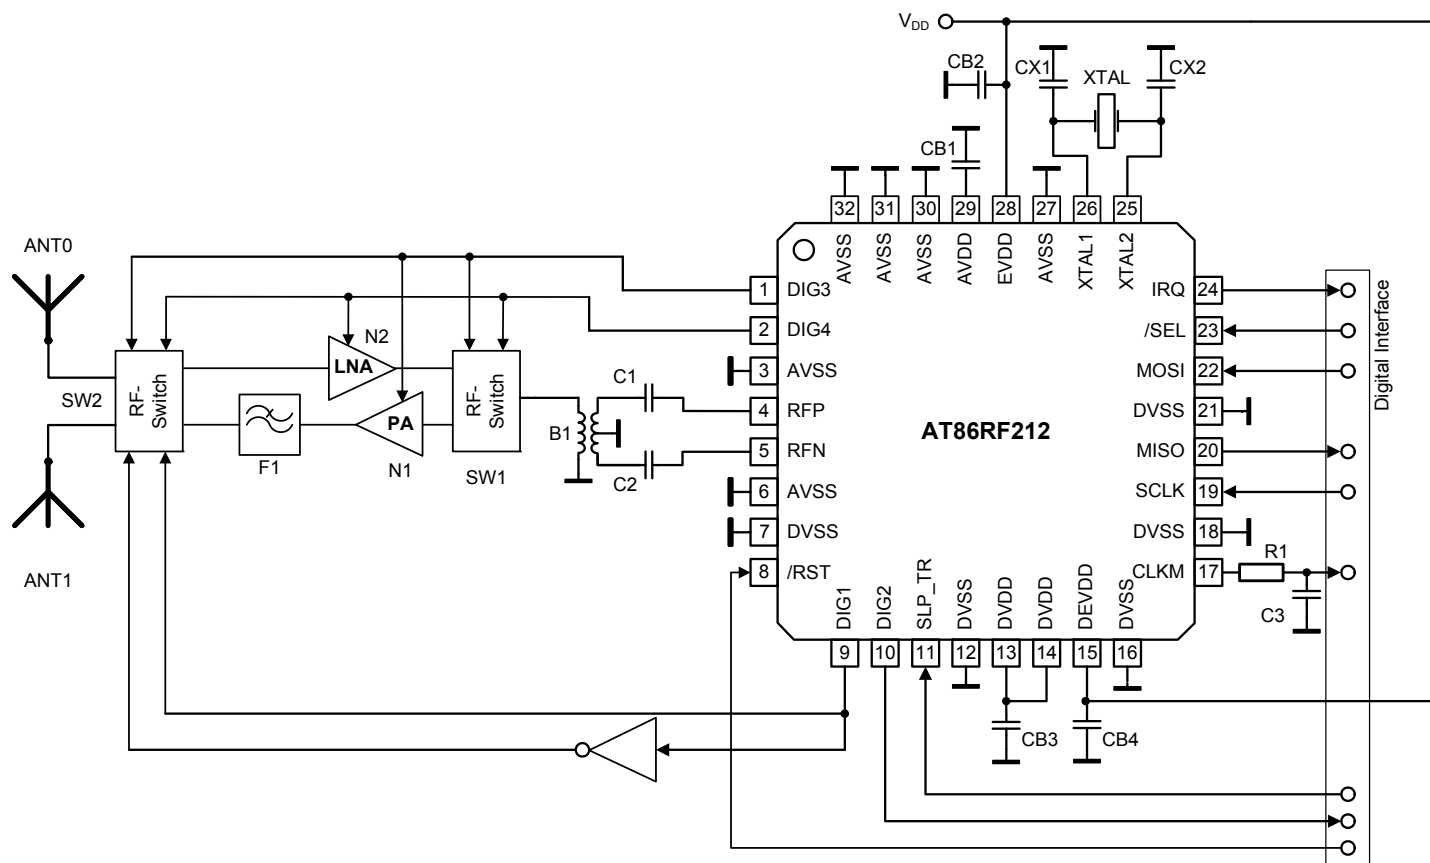 VDD
CB2
CX1
XTAL
CX2
CB1
32
31
30
29
28
27
26
25
AVSS
AVSS
AVSS
AVDD
EVDD
AVSS
XTAL1
XTAL2
ANT0
1 DIG3
IRQ 24
2 DIG4
/SEL 23
3 AVSS
MOSI 22
4 RFP
DVSS 21
5 RFN
MISO 20
6 AVSS
SCLK 19
7 DVSS
DVSS 18
8 /RST
CLKM 17
AT86RF212
Digital Interface
N2
LNA
SW2
RF-
Switch
RF-
Switch
C1
B1
PA
F1
N1
SW1
C2
ANT1
R1
C3
DIG1
DIG2
SLP_TR
DVSS
DVDD
DVDD
DEVDD
DVSS
9
10
11
12
13
14
15
16
CB3
CB4